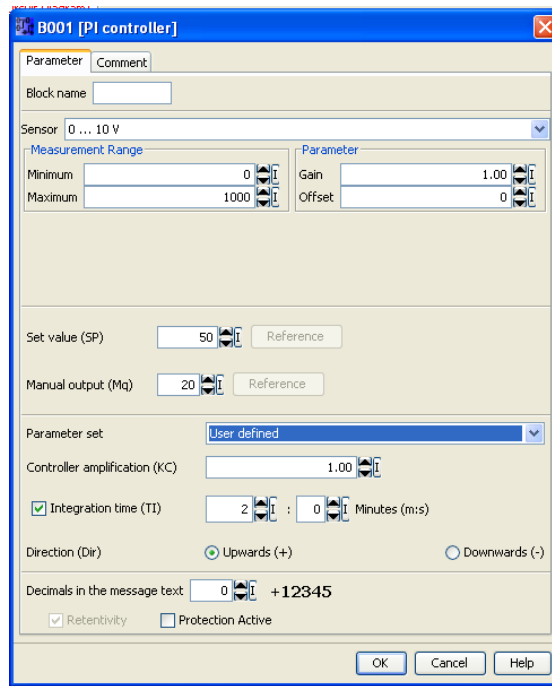 B001 [PI controller]
Parameter Comment
Block name
Sensor 0 ... 10 V
Measurement Range Parameter
Minimum 0 Gain 1.00
Maximum 1000 Offset 0
Set value (SP) 50 Reference
Manual output (Mq) 20 Reference
Parameter set User defined
Controller amplification (KC) 1.00
Integration time (TI) 2 : 0 Minutes (m:s)
Direction (Dir) Upwards (+) Downwards (-)
Decimals in the message text 0 +12345
Retentivity Protection Active
OK Cancel Help